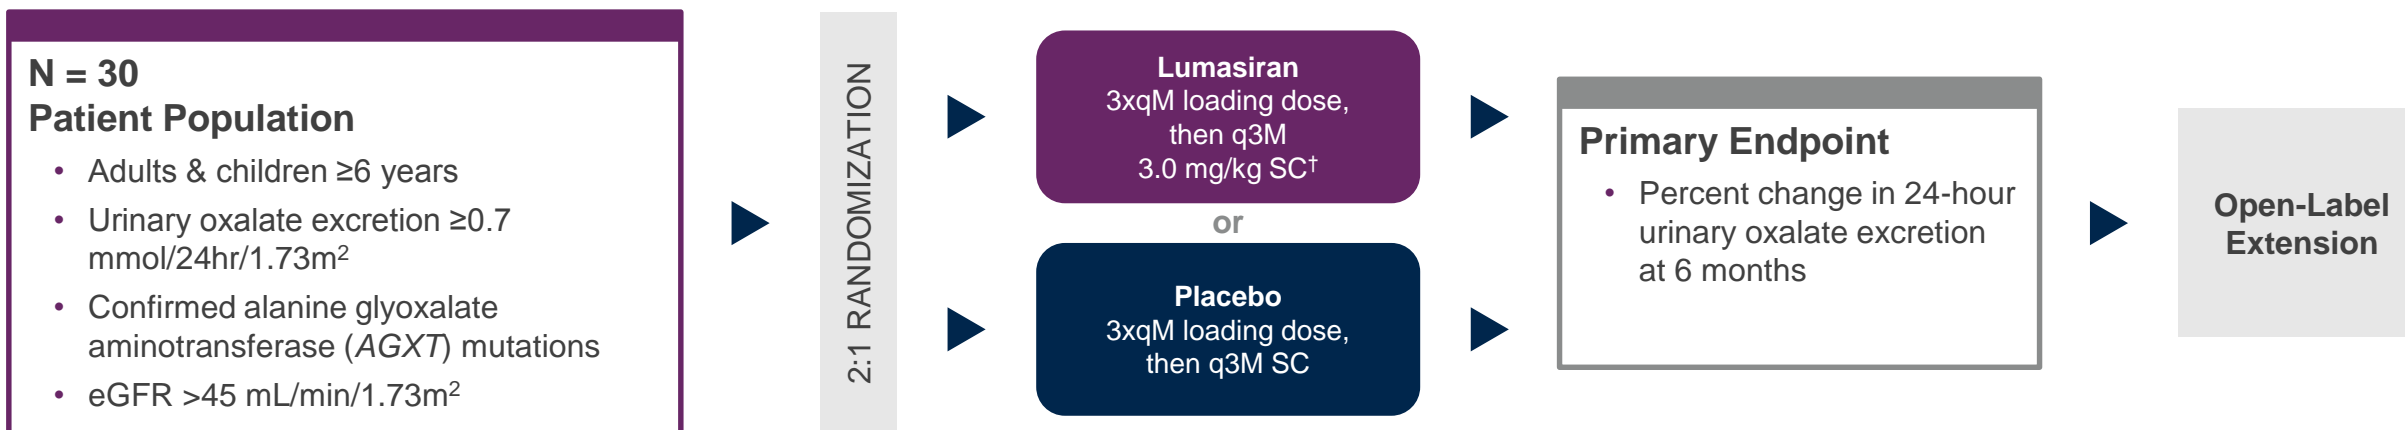 N = 30
Patient Population
• Adults & children ≥6 years
• Urinary oxalate excretion ≥0.7
mmol/24hr/1.73m²
• Confirmed alanine glyoxalate
aminotransferase (AGXT) mutations
• eGFR >45 mL/min/1.73m²
2:1 RANDOMIZATION
Lumasiran
3xqM loading dose,
then q3M
3.0 mg/kg SC†
or
Placebo
3xqM loading dose,
then q3M SC
Primary Endpoint
• Percent change in 24-hour
urinary oxalate excretion
at 6 months
Open-Label
Extension